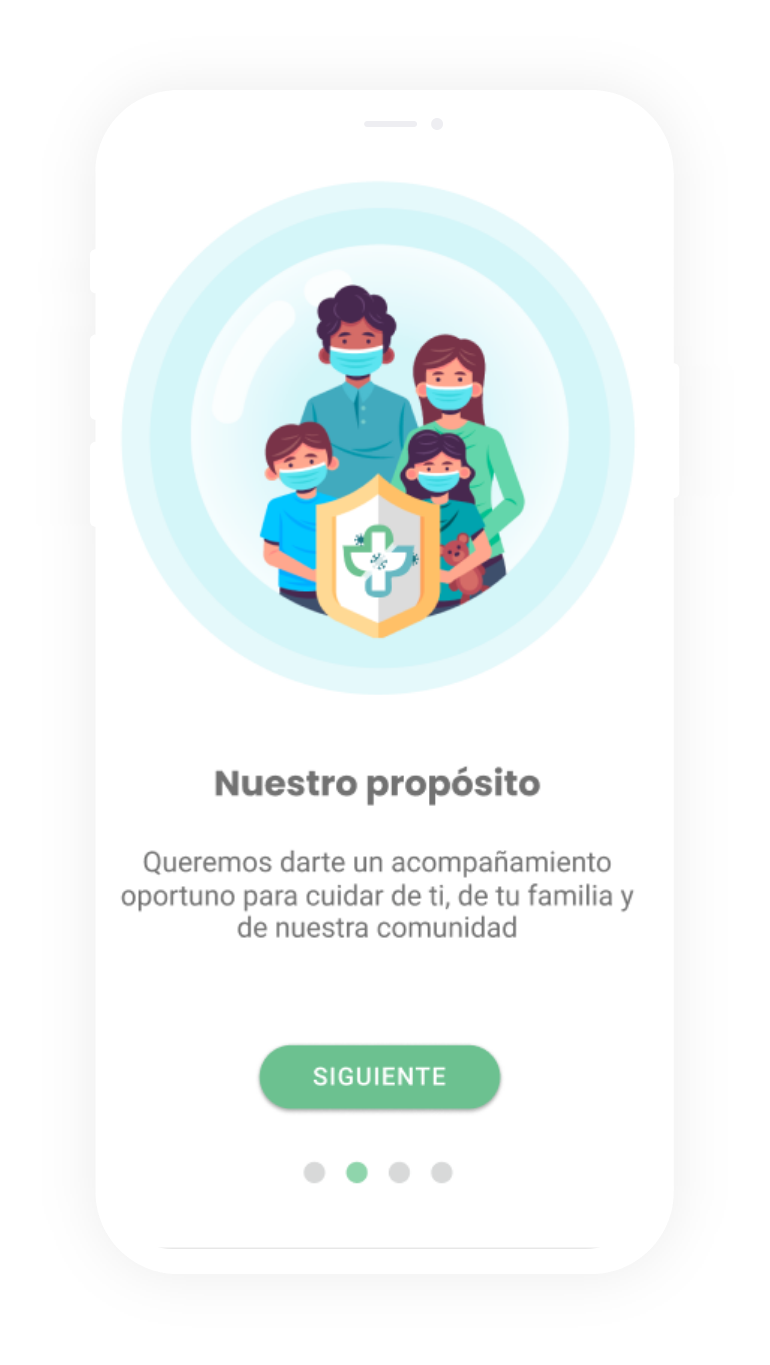 Nuestro propósito
Queremos darte un acompañamiento
oportuno para cuidar de ti, de tu familia y
de nuestra comunidad
SIGUIENTE